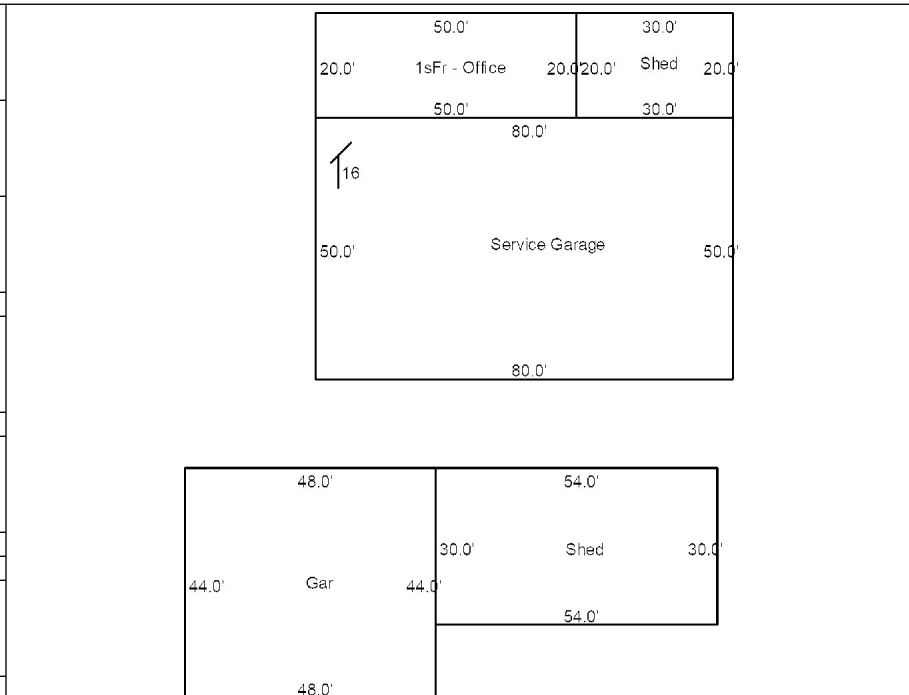 50.0' 30.0'
20.0' 1sFr - Office 20.0' 20.0' Shed 20.0'
50.0' 30.0'
80.0'
16
50.0' Service Garage 50.0'
80.0'
48.0' 54.0'
30.0' Shed 30.0'
44.0' Gar 44.0'
54.0'
48.0'